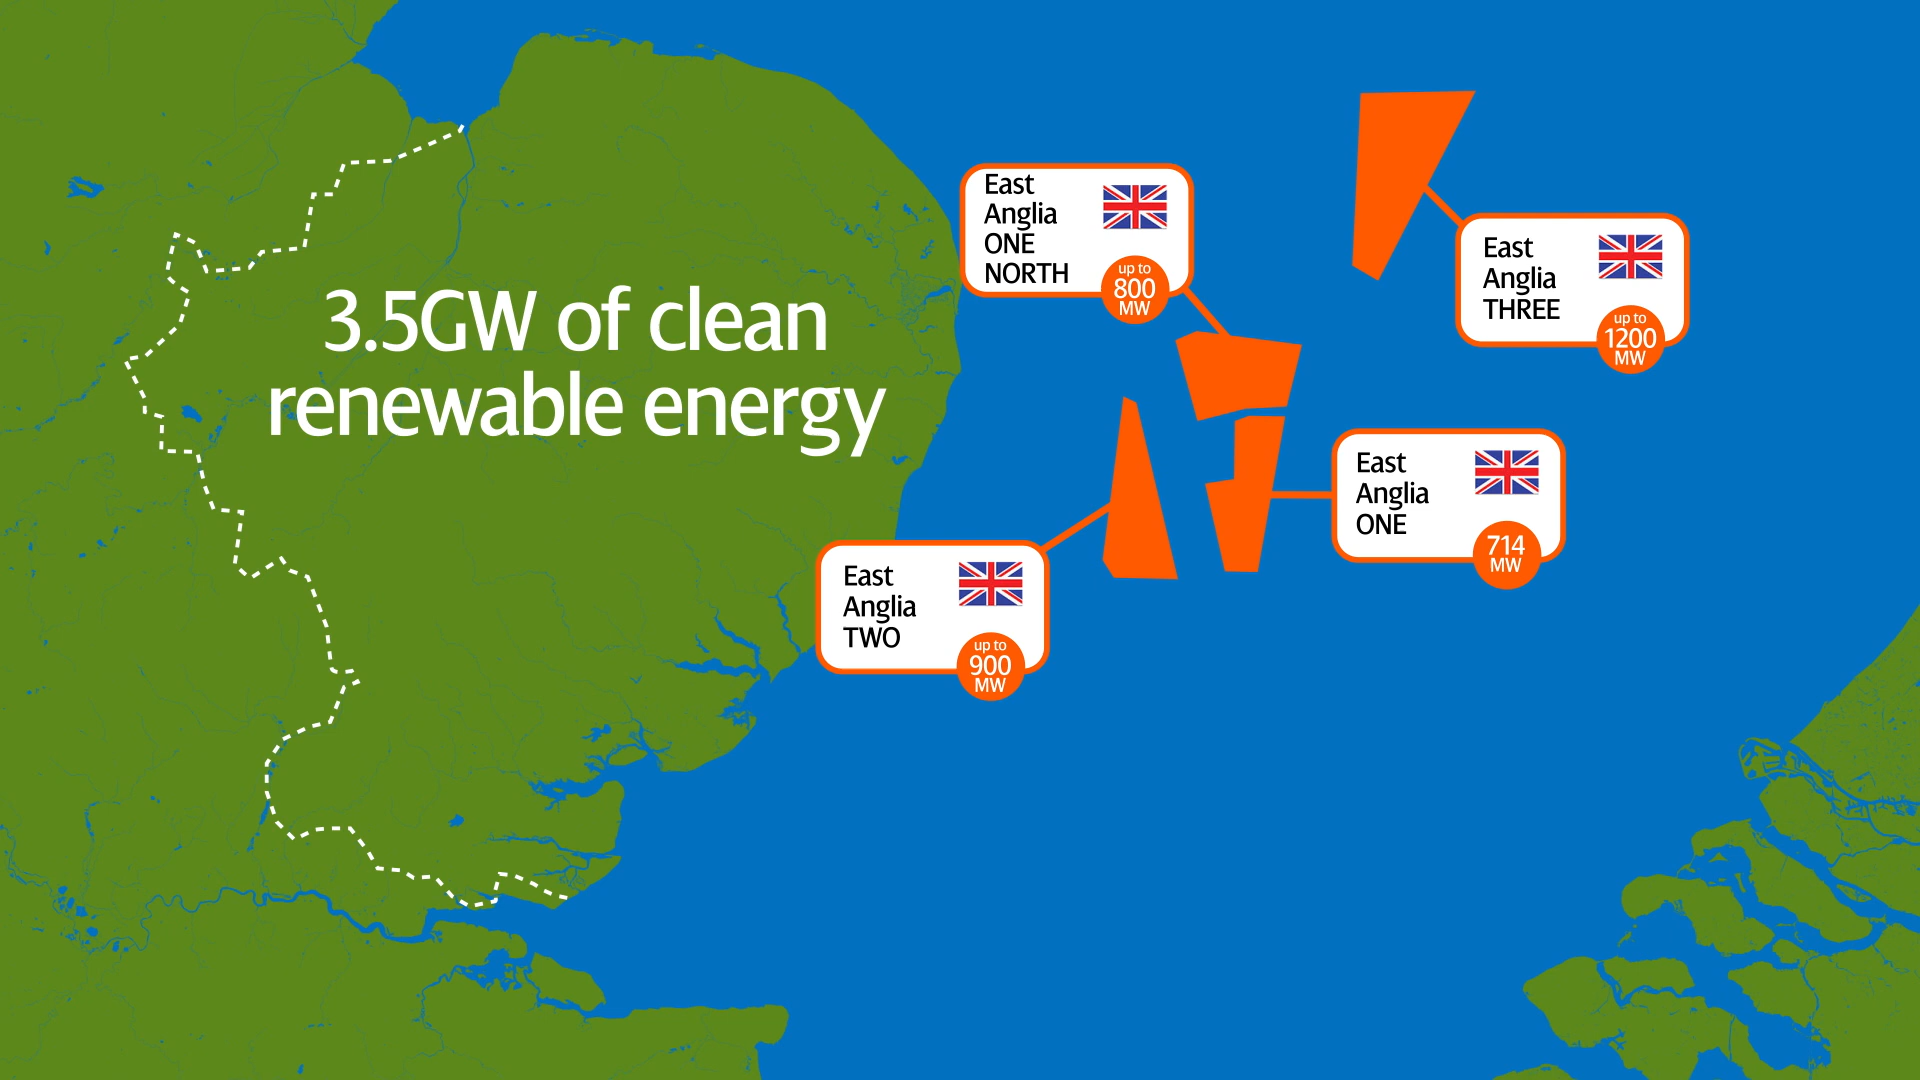 3.5GW of clean
renewable energy
East
Anglia
ONE
NORTH
up to
800
MW
East
Anglia
THREE
up to
1200
MW
East
Anglia
ONE
714
MW
East
Anglia
TWO
up to
900
MW